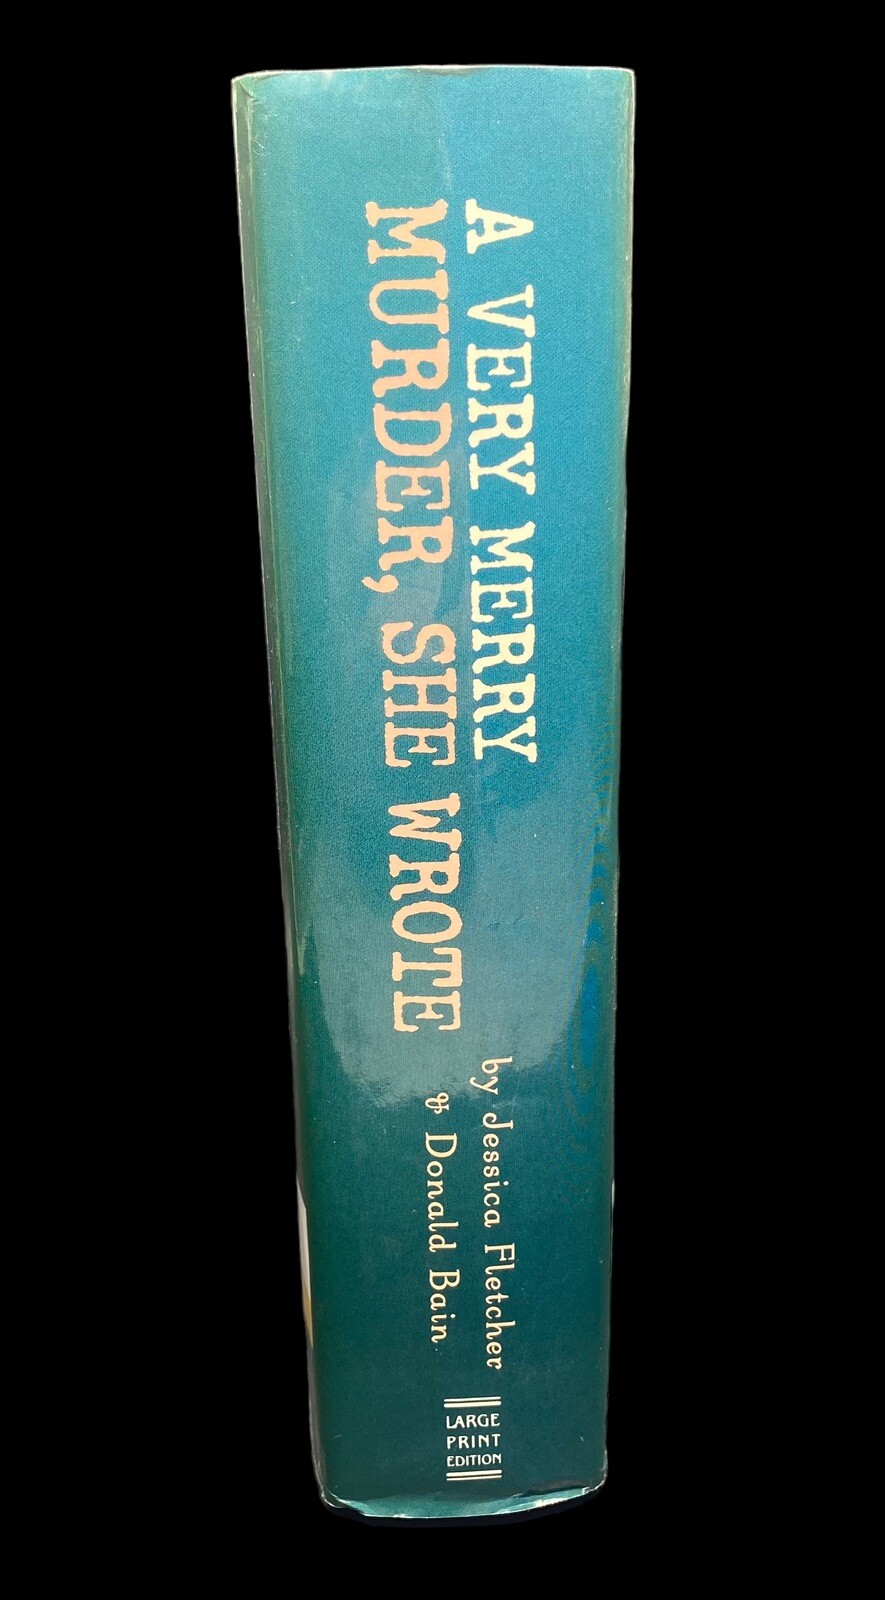 A VERY MERRY
MURDER, SHE WROTE
by Jessica Fletcher
& Donald Bain
LARGE
PRINT
EDITION